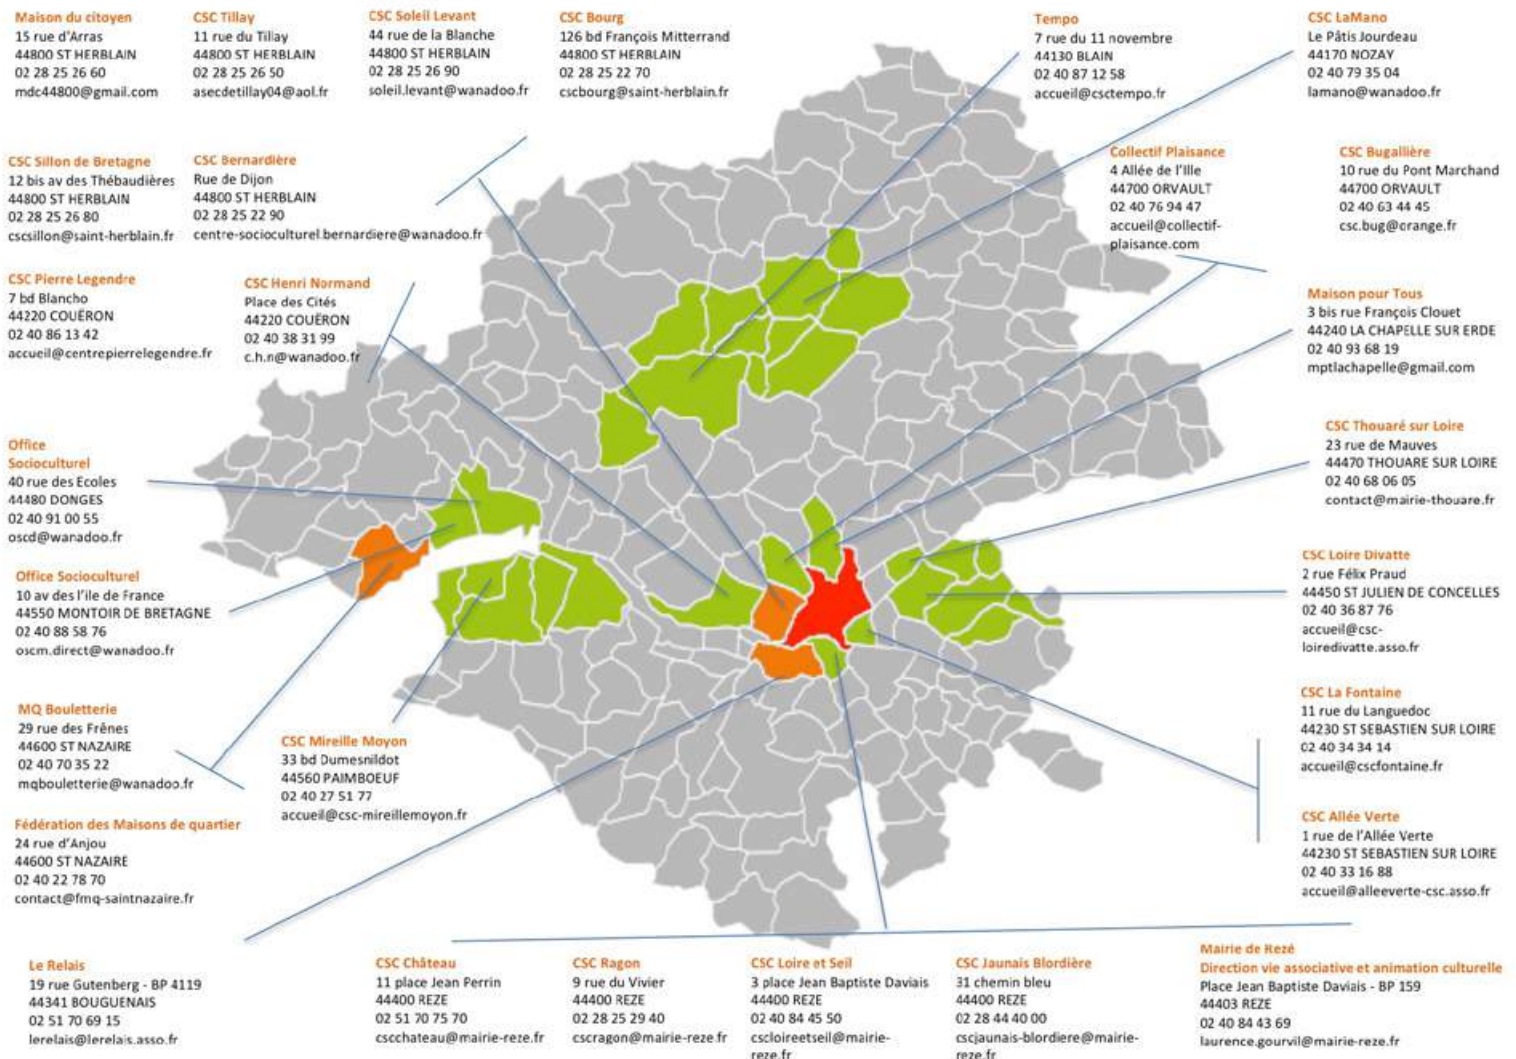 Maison du citoyen
15 rue d'Arras
44800 ST HERBLAIN
02 28 25 26 60
mdc44800@gmail.com
CSC Tillay
11 rue du Tillay
44800 ST HERBLAIN
02 28 25 26 50
asecdetillay04@aol.fr
CSC Soleil Levant
44 rue de la Blanche
44800 ST HERBLAIN
02 28 25 26 90
soleil.levant@wanadoo.fr
CSC Bourg
126 bd François Mitterrand
44800 ST HERBLAIN
02 28 25 22 70
cscbourg@saint-herblain.fr
Tempo
7 rue du 11 novembre
44130 BLAIN
02 40 87 12 58
accueil@csctempo.fr
CSC LaMano
Le Pâtis Jourdeau
44170 NOZAY
02 40 79 35 04
lamano@wanadoo.fr
CSC Sillon de Bretagne
12 bis av des Thébaudières
44800 ST HERBLAIN
02 28 25 26 80
cscsillon@saint-herblain.fr
CSC Bernardière
Rue de Dijon
44800 ST HERBLAIN
02 28 25 22 90
centre-socioculturel.bernardiere@wanadoo.fr
Collectif Plaisance
4 Allée de l'Ille
44700 ORVAULT
02 40 76 94 47
accueil@collectif-
plaisance.com
CSC Bugallière
10 rue du Pont Marchand
44700 ORVAULT
02 40 63 44 45
csc.bug@orange.fr
CSC Pierre Legendre
7 bd Blancho
44220 COUËRON
02 40 86 13 42
accueil@centrepierrelegendre.fr
CSC Henri Normand
Place des Cités
44220 COUËRON
02 40 38 31 99
c.h.n@wanadoo.fr
Maison pour Tous
3 bis rue François Clouet
44240 LA CHAPELLE SUR ERDE
02 40 93 68 19
mptlachapelle@gmail.com
Office
Socioculturel
40 rue des Ecoles
44480 DONGES
02 40 91 00 55
oscd@wanadoo.fr
CSC Thouaré sur Loire
23 rue de Mauves
44470 THOUARE SUR LOIRE
02 40 68 06 05
contact@mairie-thouare.fr
Office Socioculturel
10 av des l'ile de France
44550 MONTOIR DE BRETAGNE
02 40 88 58 76
oscm.direct@wanadoo.fr
CSC Loire Divatte
2 rue Félix Praud
44450 ST JULIEN DE CONCELLES
02 40 36 87 76
accueil@csc-
loiredivatte.asso.fr
MQ Bouletterie
29 rue des Frênes
44600 ST NAZAIRE
02 40 70 35 22
mqbouletterie@wanadoo.fr
CSC Mireille Moyon
33 bd Dumesnildot
44560 PAIMBOEUF
02 40 27 51 77
accueil@csc-mireillemoyon.fr
CSC La Fontaine
11 rue du Languedoc
44230 ST SEBASTIEN SUR LOIRE
02 40 34 34 14
accueil@cscfontaine.fr
Fédération des Maisons de quartier
24 rue d'Anjou
44600 ST NAZAIRE
02 40 22 78 70
contact@fmq-saintnazaire.fr
CSC Allée Verte
1 rue de l'Allée Verte
44230 ST SEBASTIEN SUR LOIRE
02 40 33 16 88
accueil@alleeverte-csc.asso.fr
Le Relais
19 rue Gutenberg - BP 4119
44341 BOUGUENAIS
02 51 70 69 15
lerelais@lerelais.asso.fr
CSC Château
11 place Jean Perrin
44400 REZE
02 51 70 75 70
cscchateau@mairie-reze.fr
CSC Ragon
9 rue du Vivier
44400 REZE
02 28 25 29 40
cscragon@mairie-reze.fr
CSC Loire et Seil
3 place Jean Baptiste Daviais
44400 REZE
02 40 84 45 50
cscloireetseil@mairie-
reze.fr
CSC Jaunais Blordière
31 chemin bleu
44400 REZE
02 28 44 40 00
cscjaunais-blordiere@mairie-
reze.fr
Mairie de Rezé
Direction vie associative et animation culturelle
Place Jean Baptiste Daviais - BP 159
44403 REZE
02 40 84 43 69
laurence.gourvil@mairie-reze.fr